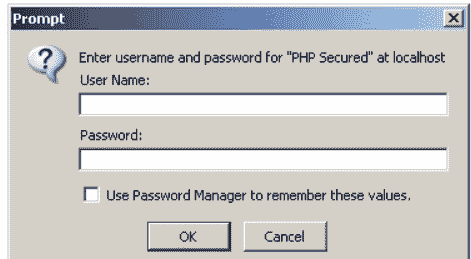 Prompt
Enter username and password for "PHP Secured" at localhost
User Name:
Password:
Use Password Manager to remember these values.
OK
Cancel